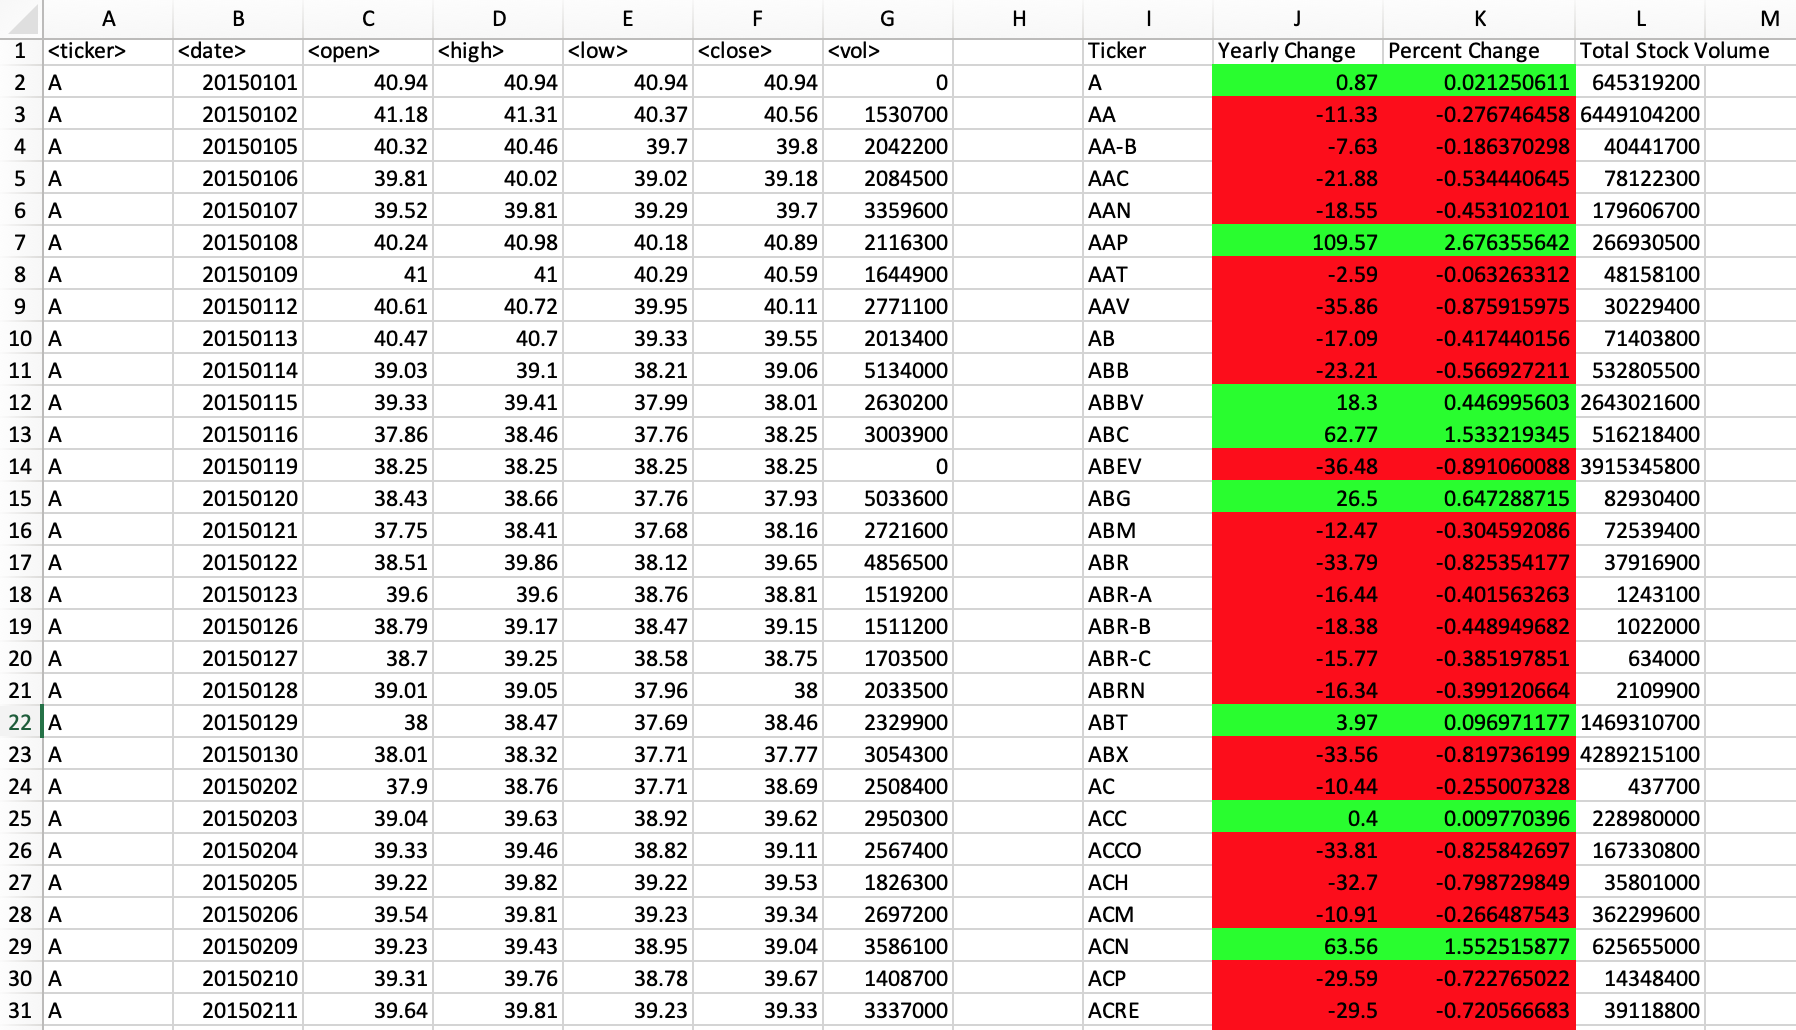 A B C D E F G H I J K L M
1 <ticker> <date> <open> <high> <low> <close> <vol> Ticker Yearly Change Percent Change Total Stock Volume
2 A 20150101 40.94 40.94 40.94 40.94 0 A 0.87 0.021250611 645319200
3 A 20150102 41.18 41.31 40.37 40.56 1530700 AA -11.33 -0.276746458 6449104200
4 A 20150105 40.32 40.46 39.7 39.8 2042200 AA-B -7.63 -0.186370298 40441700
5 A 20150106 39.81 40.02 39.02 39.18 2084500 AAC -21.88 -0.534440645 78122300
6 A 20150107 39.52 39.81 39.29 39.7 3359600 AAN -18.55 -0.453102101 179606700
7 A 20150108 40.24 40.98 40.18 40.89 2116300 AAP 109.57 2.676355642 266930500
8 A 20150109 41 41 40.29 40.59 1644900 AAT -2.59 -0.063263312 48158100
9 A 20150112 40.61 40.72 39.95 40.11 2771100 AAV -35.86 -0.875915975 30229400
10 A 20150113 40.47 40.7 39.33 39.55 2013400 AB -17.09 -0.417440156 71403800
11 A 20150114 39.03 39.1 38.21 39.06 5134000 ABB -23.21 -0.566927211 532805500
12 A 20150115 39.33 39.41 37.99 38.01 2630200 ABBV 18.3 0.446995603 2643021600
13 A 20150116 37.86 38.46 37.76 38.25 3003900 ABC 62.77 1.533219345 516218400
14 A 20150119 38.25 38.25 38.25 38.25 0 ABEV -36.48 -0.891060088 3915345800
15 A 20150120 38.43 38.66 37.76 37.93 5033600 ABG 26.5 0.647288715 82930400
16 A 20150121 37.75 38.41 37.68 38.16 2721600 ABM -12.47 -0.304592086 72539400
17 A 20150122 38.51 39.86 38.12 39.65 4856500 ABR -33.79 -0.825354177 37916900
18 A 20150123 39.6 39.6 38.76 38.81 1519200 ABR-A -16.44 -0.401563263 1243100
19 A 20150126 38.79 39.17 38.47 39.15 1511200 ABR-B -18.38 -0.448949682 1022000
20 A 20150127 38.7 39.25 38.58 38.75 1703500 ABR-C -15.77 -0.385197851 634000
21 A 20150128 39.01 39.05 37.96 38 2033500 ABRN -16.34 -0.399120664 2109900
22 A 20150129 38 38.47 37.69 38.46 2329900 ABT 3.97 0.096971177 1469310700
23 A 20150130 38.01 38.32 37.71 37.77 3054300 ABX -33.56 -0.819736199 4289215100
24 A 20150202 37.9 38.76 37.71 38.69 2508400 AC -10.44 -0.255007328 437700
25 A 20150203 39.04 39.63 38.92 39.62 2950300 ACC 0.4 0.009770396 228980000
26 A 20150204 39.33 39.46 38.82 39.11 2567400 ACCO -33.81 -0.825842697 167330800
27 A 20150205 39.22 39.82 39.22 39.53 1826300 ACH -32.7 -0.798729849 35801000
28 A 20150206 39.54 39.81 39.23 39.34 2697200 ACM -10.91 -0.266487543 362299600
29 A 20150209 39.23 39.43 38.95 39.04 3586100 ACN 63.56 1.552515877 625655000
30 A 20150210 39.31 39.76 38.78 39.67 1408700 ACP -29.59 -0.722765022 14348400
31 A 20150211 39.64 39.81 39.23 39.33 3337000 ACRE -29.5 -0.720566683 39118800